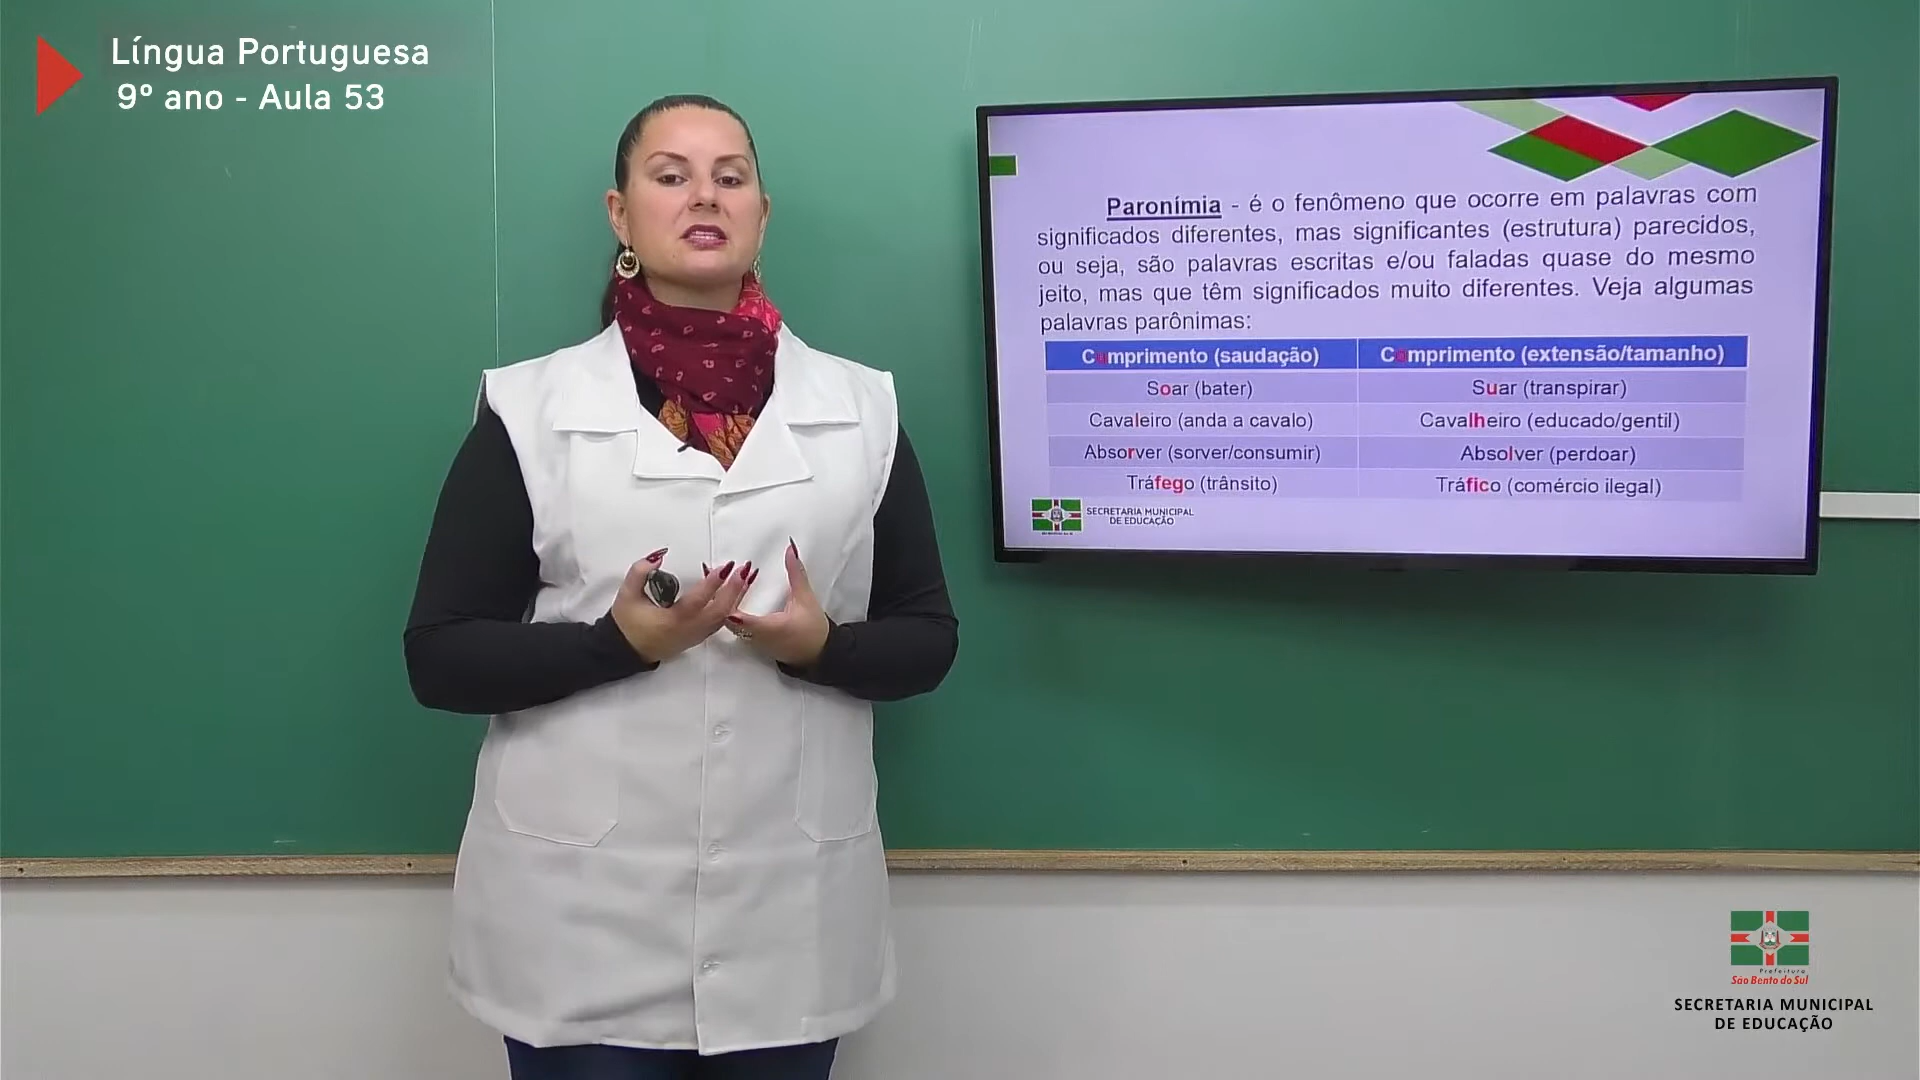 Língua Portuguesa
9º ano - Aula 53
Paronímia - é o fenômeno que ocorre em palavras com
significados diferentes, mas significantes (estrutura) parecidos,
ou seja, são palavras escritas e/ou faladas quase do mesmo
jeito, mas que têm significados muito diferentes. Veja algumas
palavras parônimas:
Cumprimento (saudação) Comprimento (extensão/tamanho)
Soar (bater) Suar (transpirar)
Cavaleiro (anda a cavalo) Cavalheiro (educado/gentil)
Absorver (sorver/consumir) Absolver (perdoar)
Tráfego (trânsito) Tráfico (comércio ilegal)
SECRETARIA MUNICIPAL
DE EDUCAÇÃO
Prefeitura
São Bento do Sul
SECRETARIA MUNICIPAL
DE EDUCAÇÃO